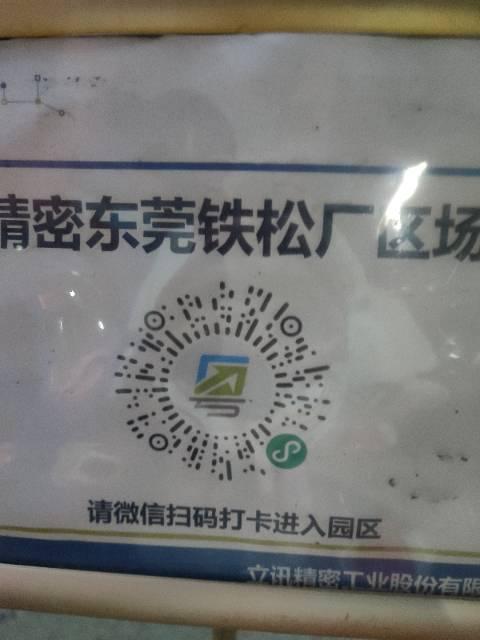 精密东莞铁松厂区场
请微信扫码打卡进入园区
立讯精密工业股份有限